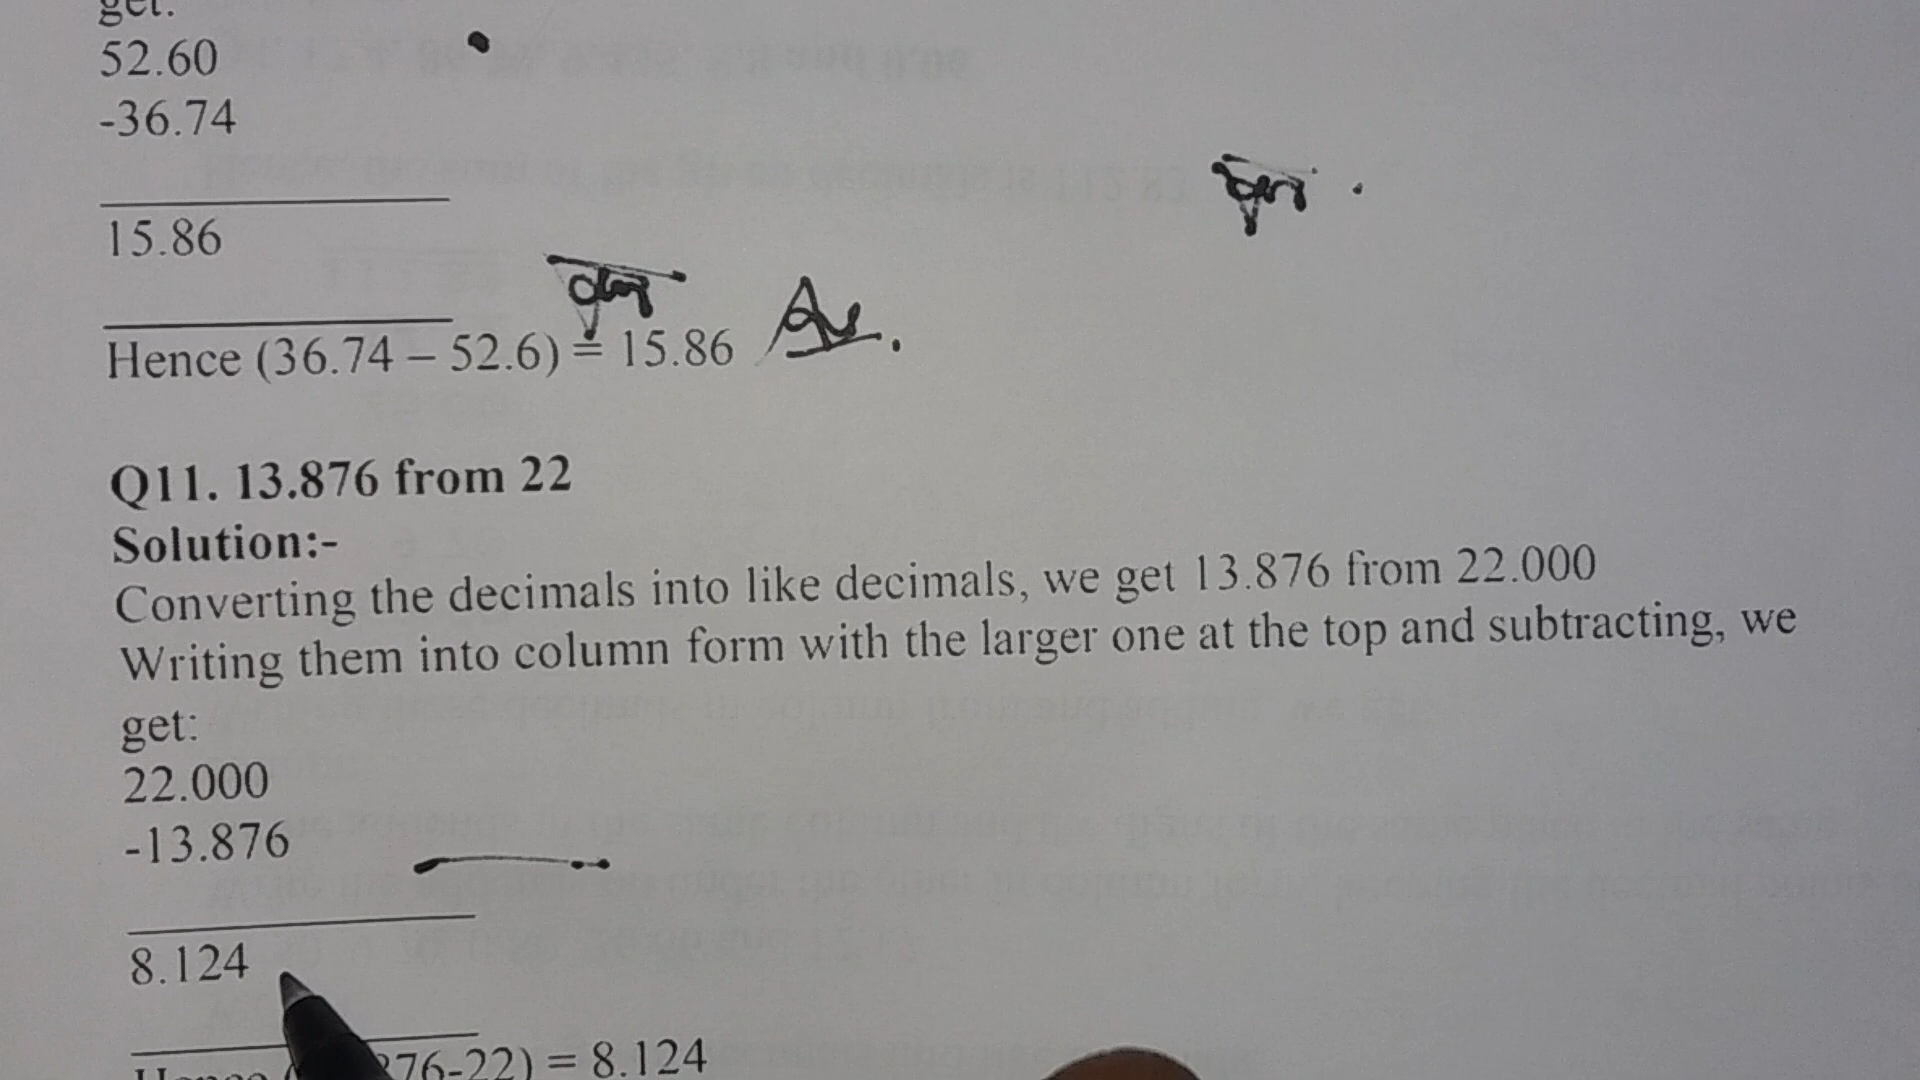 get:
52.60
-36.74
15.86
Hence (36.74 – 52.6) = 15.86 As.
Q11. 13.876 from 22
Solution:-
Converting the decimals into like decimals, we get 13.876 from 22.000
Writing them into column form with the larger one at the top and subtracting, we
get:
22.000
-13.876
8.124
376-22) = 8.124